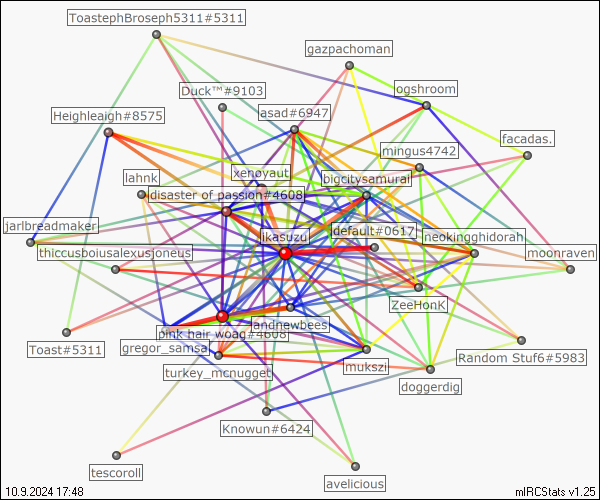 ToastephBroseph5311#5311
gazpachoman
Duck™#9103
ogshroom
Heighleaigh#8575
asad#6947
facadas.
mingus4742
lahnk
xenøyaut
bigcitysamurai
disaster of passion#4608
jarlbreadmaker
ikasuzu
default#0617
neokingghidorah
thiccusboiusalexusjoneus
moonraven
ZeeHonK
andnewbees
pink hair woag#4608
Toast#5311
gregor_samsa
Random Stuf6#5983
turkey_mcnugget
mukszi
doggerdig
Knowun#6424
tescoroll
avelicious
10.9.2024 17:48
mIRCStats v1.25